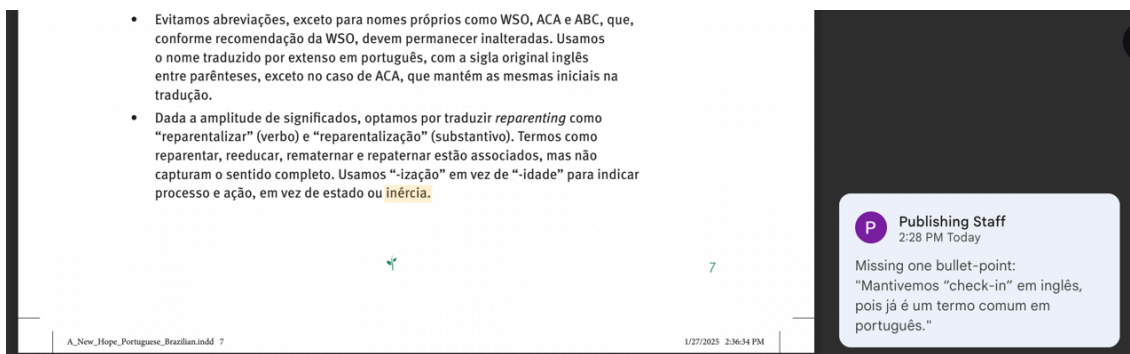 • Evitamos abreviações, exceto para nomes próprios como WSO, ACA e ABC, que,
conforme recomendação da WSO, devem permanecer inalteradas. Usamos
o nome traduzido por extenso em português, com a sigla original inglês
entre parênteses, exceto no caso de ACA, que mantém as mesmas iniciais na
tradução.
• Dada a amplitude de significados, optamos por traduzir reparenting como
“reparentalizar” (verbo) e “reparentalização” (substantivo). Termos como
reparentar, reeducar, rematernar e repaternar estão associados, mas não
capturam o sentido completo. Usamos “-ização” em vez de “-idade” para indicar
processo e ação, em vez de estado ou inércia.
7
A_New_Hope_Portuguese_Brazilian.indd 7
1/27/2025 2:36:34 PM
P
Publishing Staff
2:28 PM Today
Missing one bullet-point:
"Mantivemos “check-in” em inglês,
pois já é um termo comum em
português."